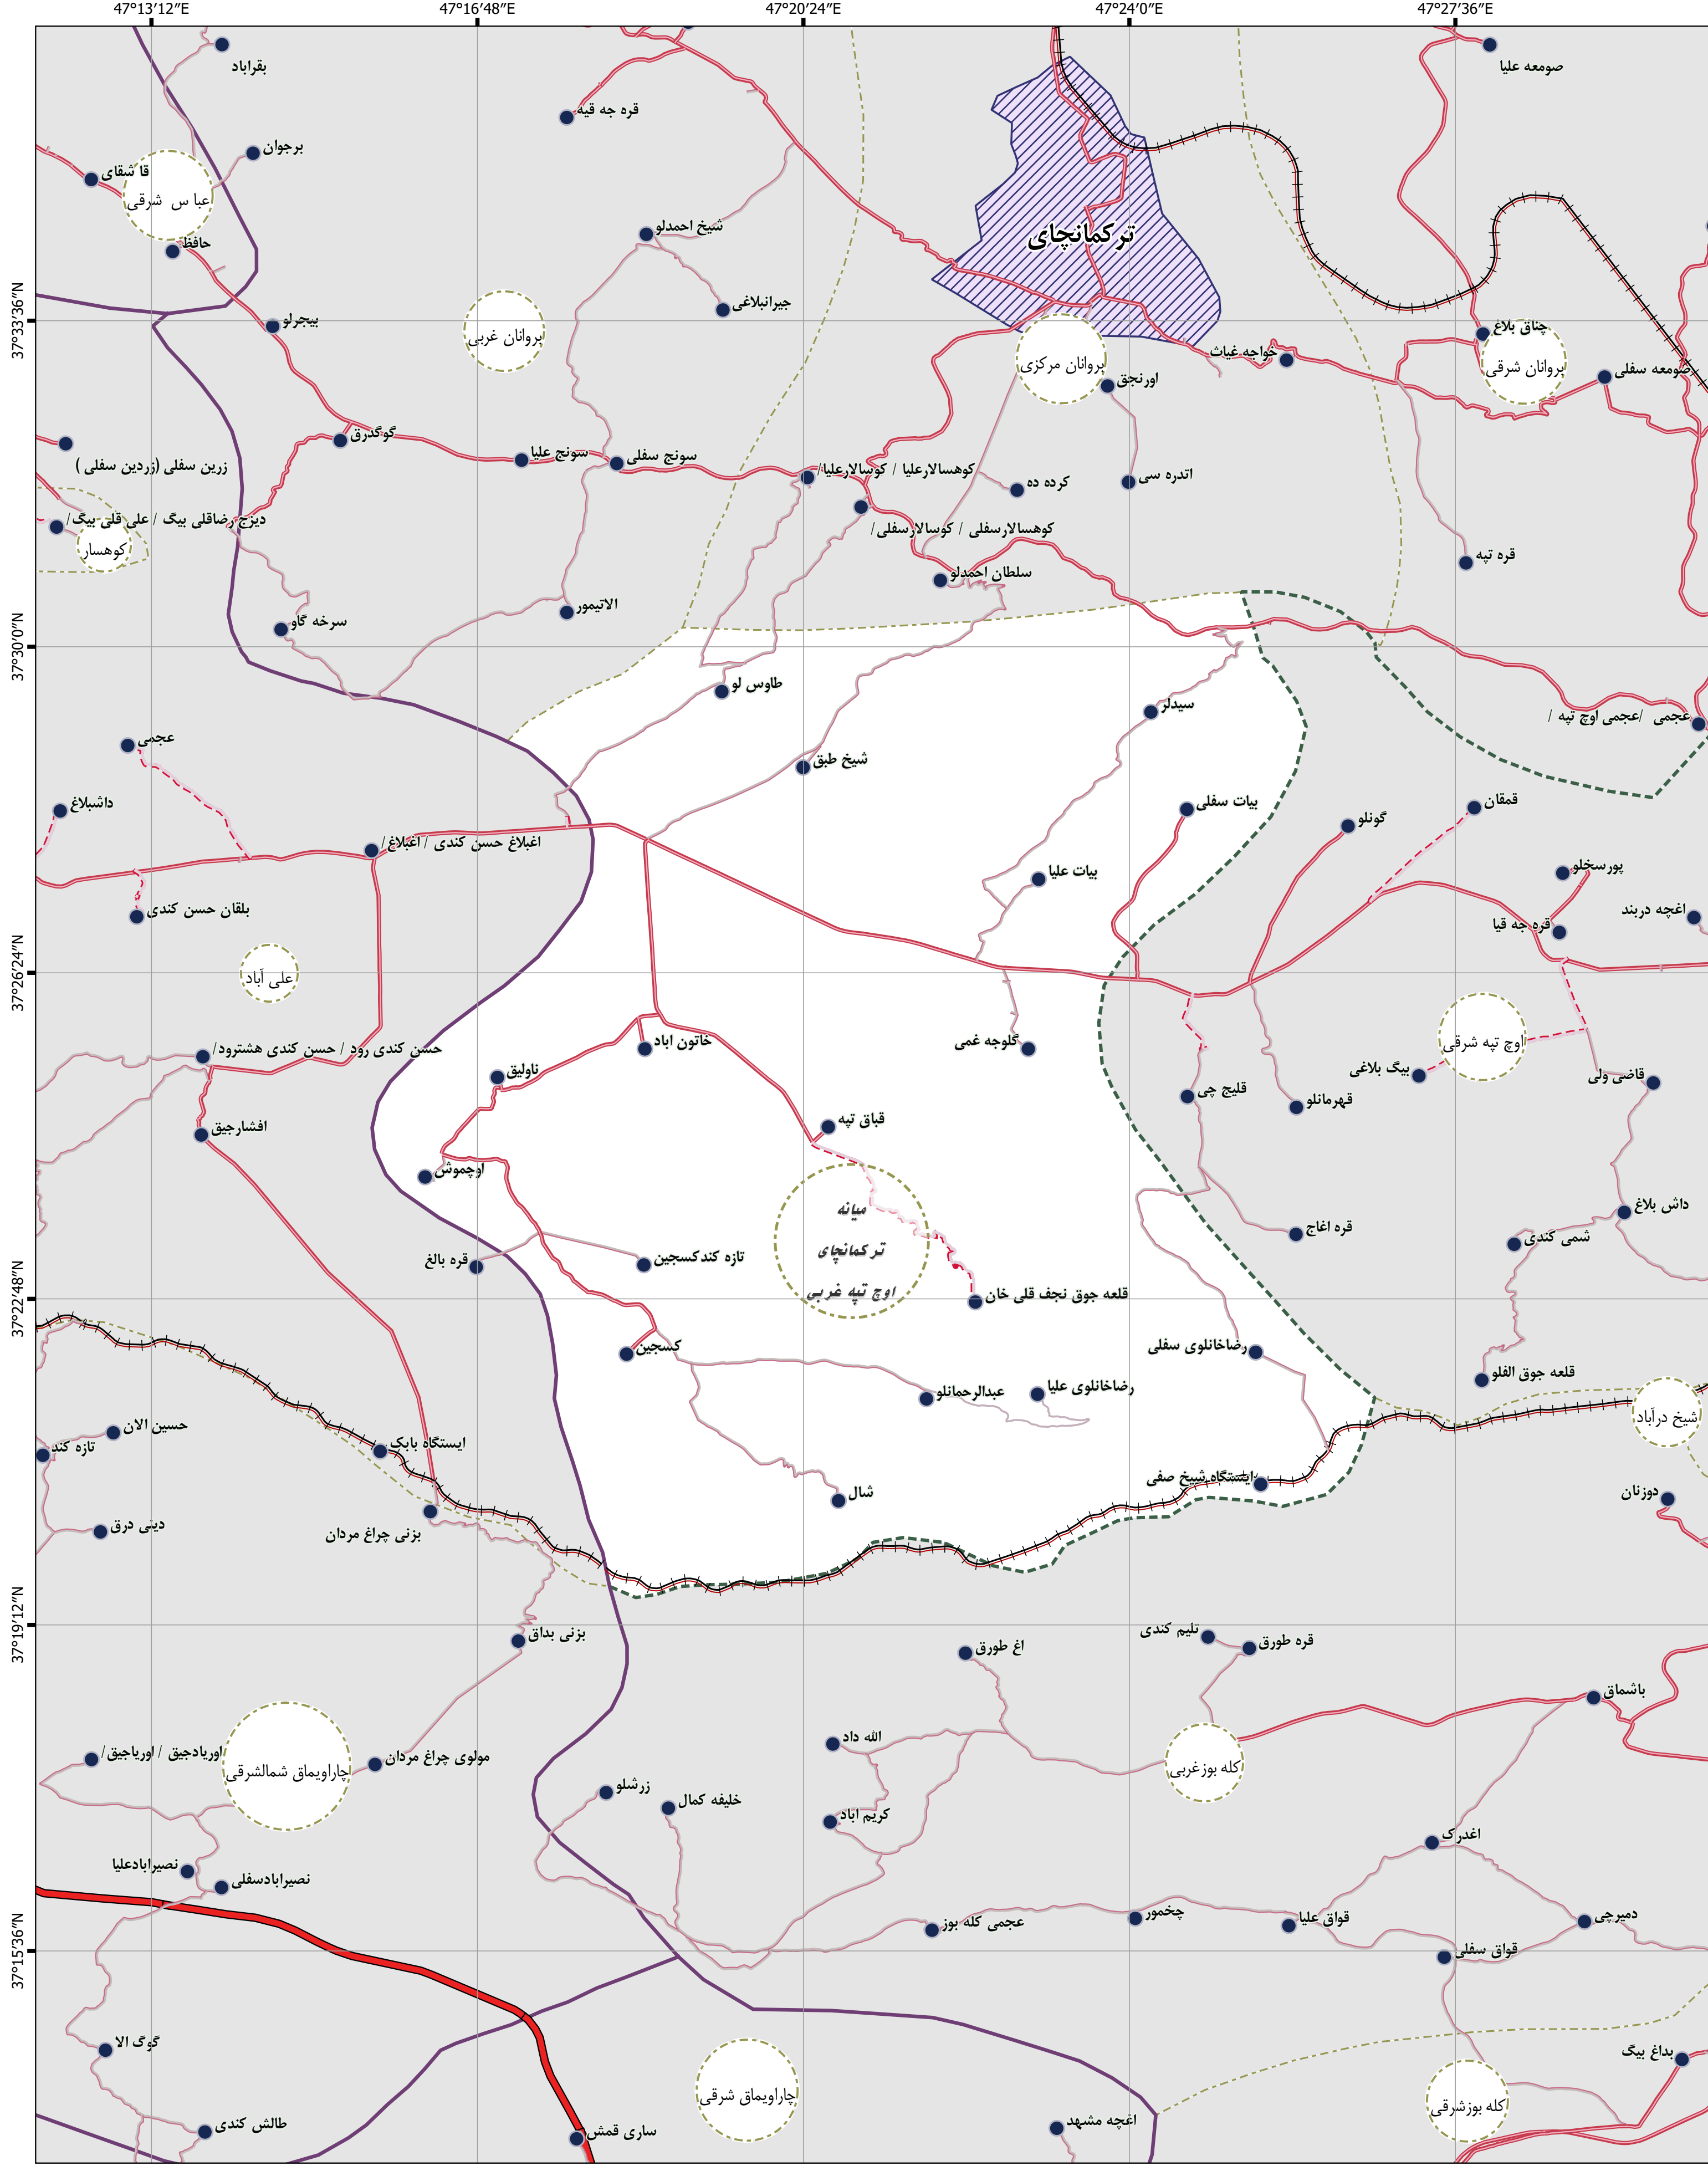 47°13'12"E
47°16'48"E
47°20'24"E
47°24'0"E
47°27'36"E
بقراباد
صومعه علیا
قره جه قیه
برجوان
قا شقای
عبا س شرقی
حافظ
شیخ احمدلو
ترکمانچای
جیرانبلاغی
بیجرلو
پروانان غربی
37°33'36"N
چناق بلاغ
خواجه غیاث
پروانان مرکزی
پروانان شرقی
صومعه سفلی
اورنجق
گوگدرق
سونج علیا
سونج سفلی
زرین سفلی (زردین سفلی )
کوهسالارعلیا / کوسالارعلیا/
کرده ده
اتدره سی
دیزج رضاقلی بیگ / علی قلی بیگ/
کوهسار
کوهسالارسفلی / کوسالارسفلی/
قره تپه
سلطان احمدلو
الاتیمور
سرخه گاو
37°30'0"N
طاوس لو
سیدلر
عجمی /عجمی اوچ تپه /
عجمی
شیخ طبق
داشبلاغ
بیات سفلی
قمقان
گونلو
اغبلاغ حسن کندی / اغبلاغ/
بیات علیا
پورسخلو
بلقان حسن کندی
قره جه قیا
اغچه دربند
37°26'24"N
علی آباد
حسن کندی رود / حسن کندی هشترود/
خاتون اباد
گلوجه غمی
اوچ تپه شرقی
ناولیق
بیگ بلاغی
قاضی ولی
قلیچ چی
قهرمانلو
افشارجیق
قباق تپه
اوچموش
میانه
ترکمانچای
اوچ تپه غربی
قره اغاج
داش بلاغ
شمی کندی
قره بالغ
تازه کندکسجین
37°22'48"N
قلعه جوق نجف قلی خان
کسجین
رضاخانلوی سفلی
قلعه جوق الفلو
عبدالرحمانلو
رضاخانلوی علیا
شیخ درآباد
حسین الان
تازه کند
ایستگاه بابک
ایستگاه شیخ صفی
شال
دوزنان
دینی درق
بزنی چراغ مردان
37°19'12"N
بزنی بداق
اغ طورق
تلیم کندی
قره طورق
باشماق
الله داد
کله بوزغربی
اوریادجیق / اوریاجیق/
چاراویماق شمالشرقی
مولوی چراغ مردان
زرشلو
خلیفه کمال
کریم اباد
اغدرک
نصیرابادعلیا
نصیرابادسفلی
عجمی کله بوز
چخمور
قواق علیا
دمیرچی
قواق سفلی
37°15'36"N
گوگ الا
بداغ بیگ
چاراویماق شرقی
کله بوزشرقی
طالش کندی
ساری قمش
اغچه مشهد